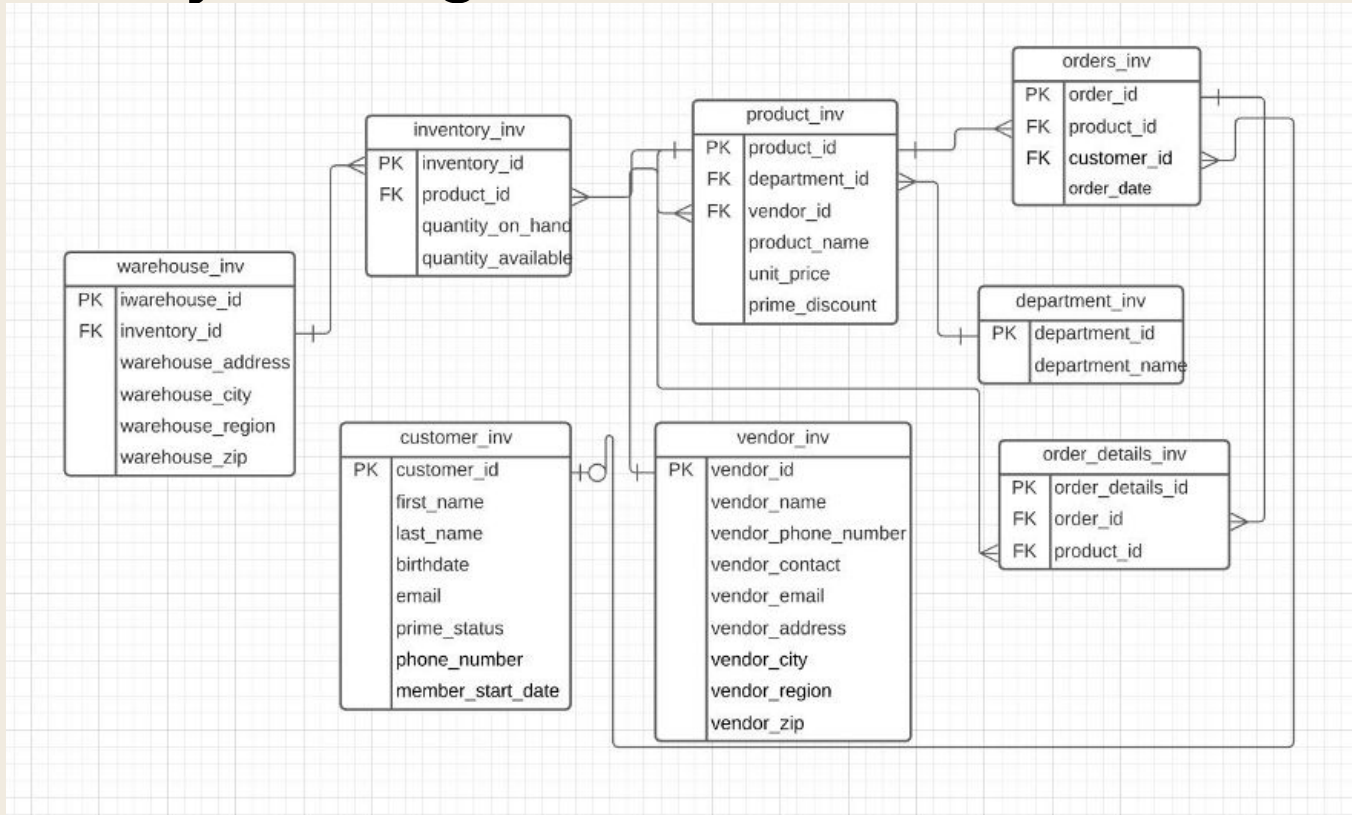 orders_inv
PK order_id
FK product_id
FK customer_id
order_date
product_inv
PK product_id
FK department_id
FK vendor_id
product_name
unit_price
prime_discount
inventory_inv
PK inventory_id
FK product_id
quantity_on_hand
quantity_available
warehouse_inv
PK iwarehouse_id
FK inventory_id
warehouse_address
warehouse_city
warehouse_region
warehouse_zip
department_inv
PK department_id
department_name
customer_inv
PK customer_id
first_name
last_name
birthdate
email
prime_status
phone_number
member_start_date
vendor_inv
PK vendor_id
vendor_name
vendor_phone_number
vendor_contact
vendor_email
vendor_address
vendor_city
vendor_region
vendor_zip
order_details_inv
PK order_details_id
FK order_id
FK product_id